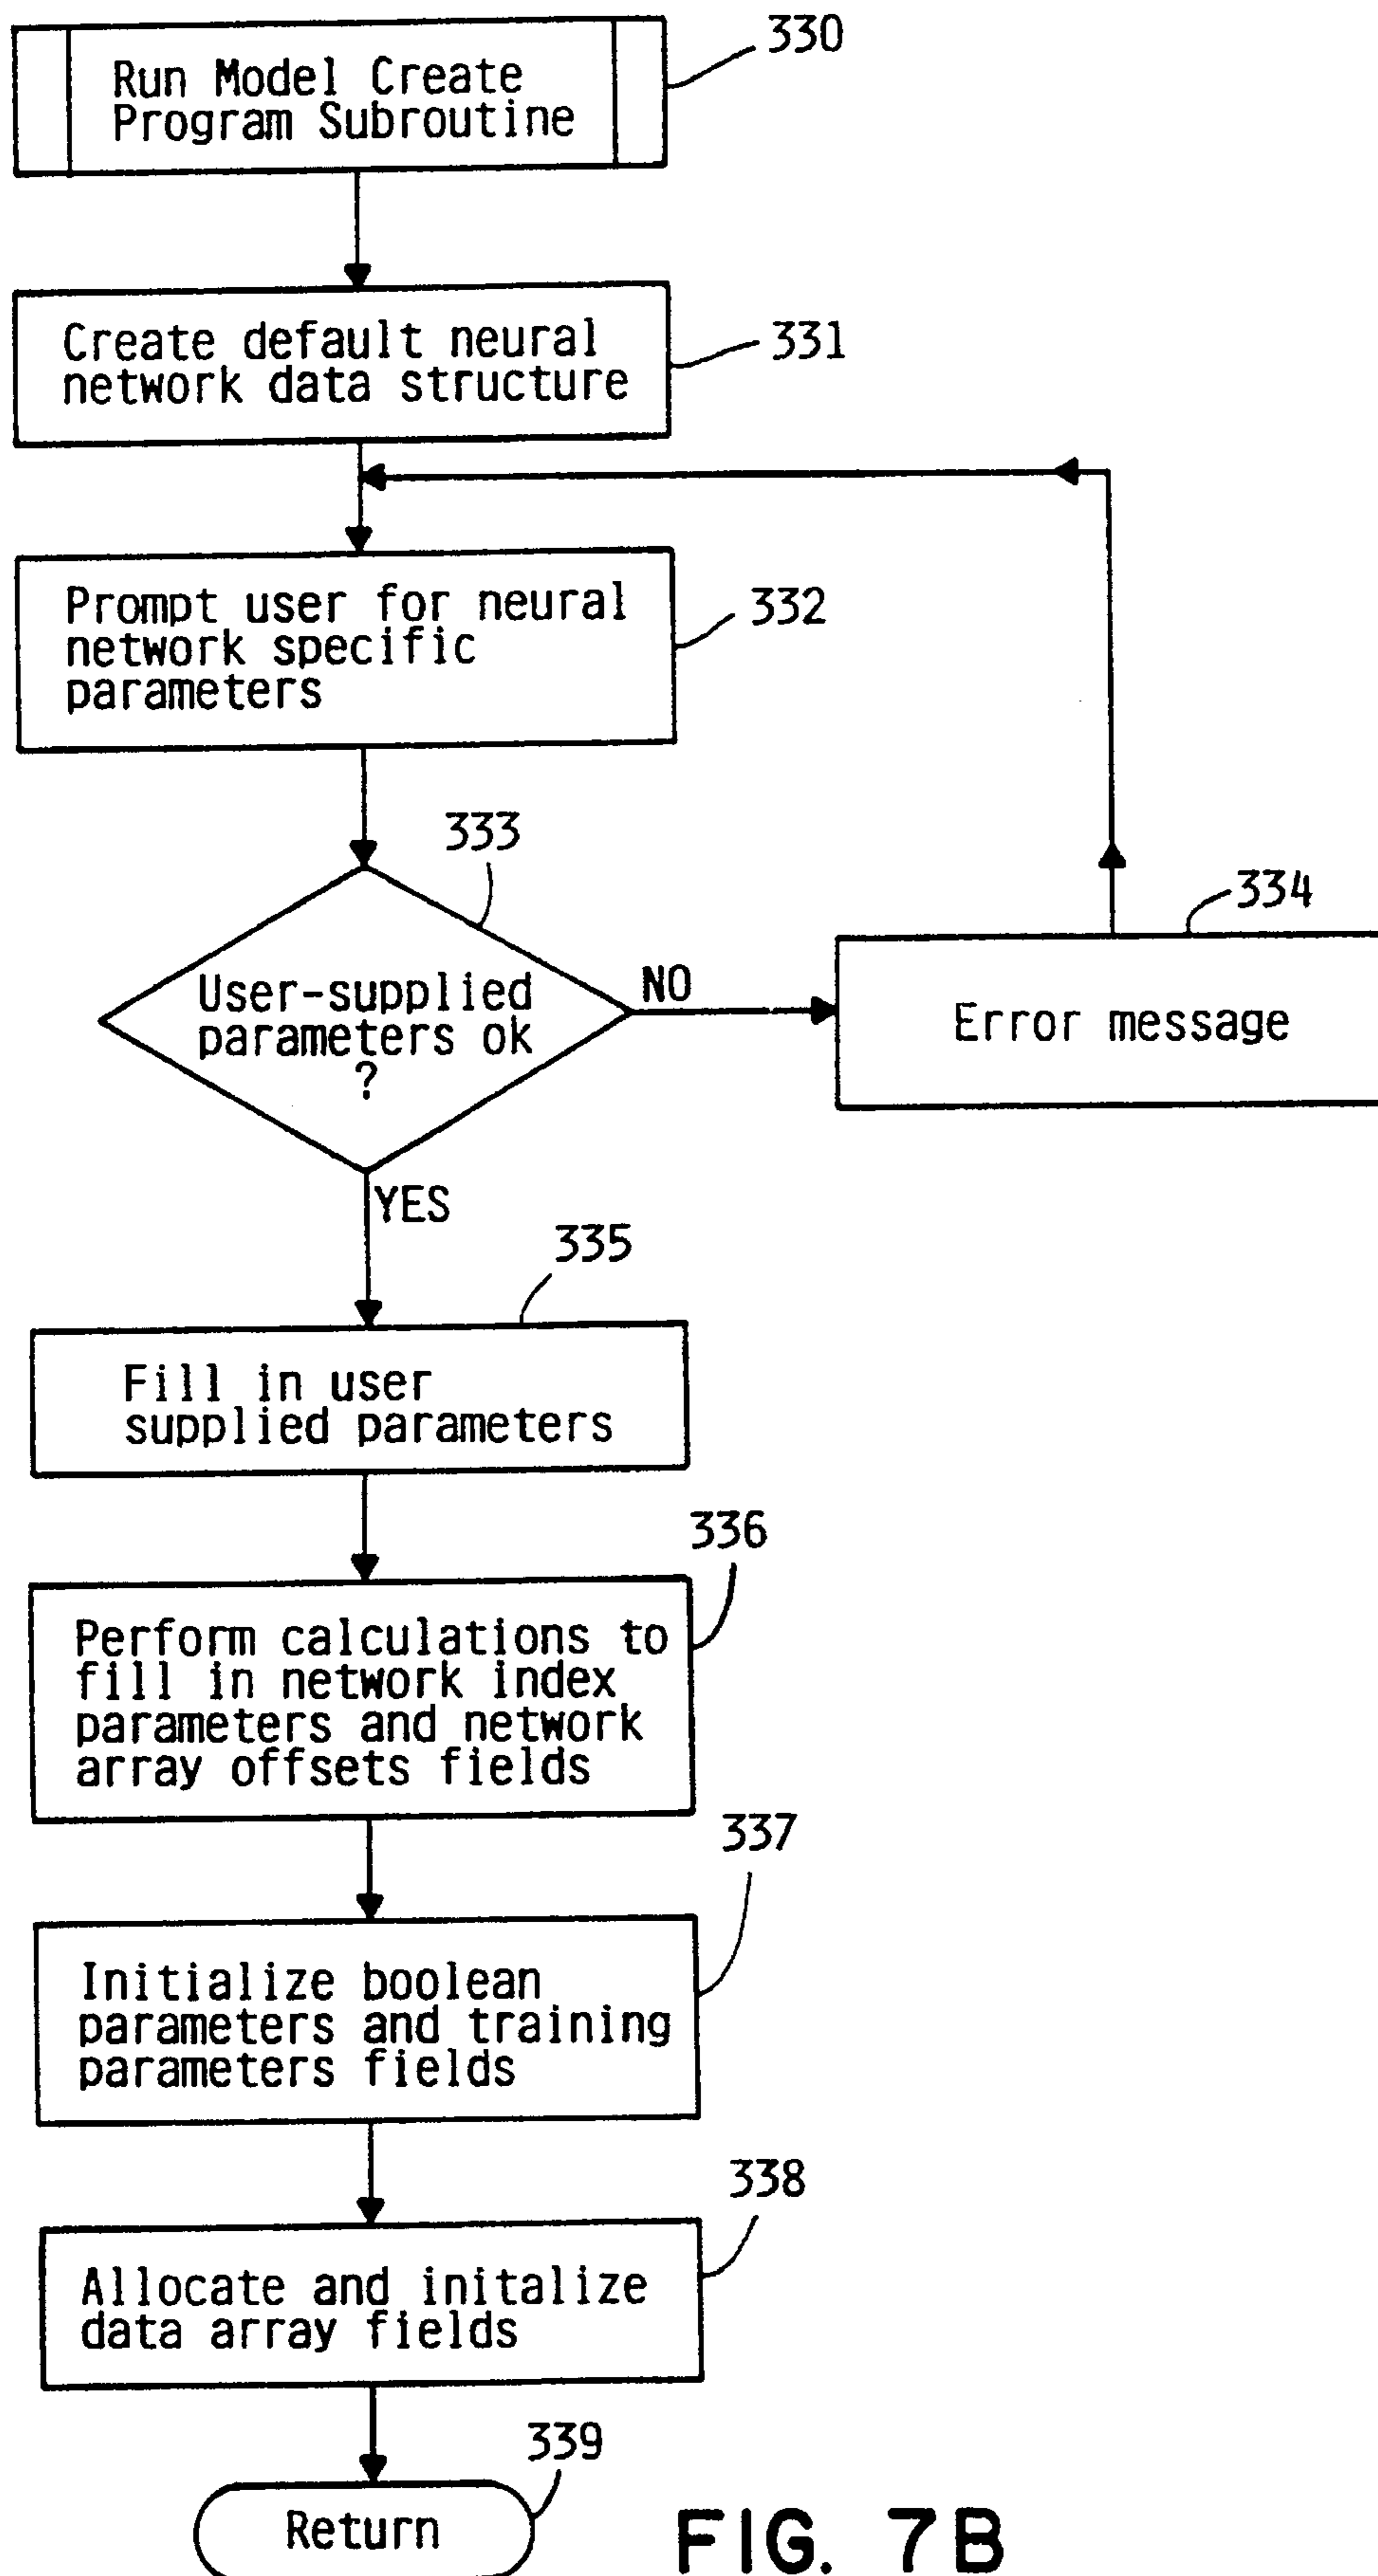 330
Run Model Create
Program Subroutine
331
Create default neural
network data structure
332
Prompt user for neural
network specific
parameters
333
User-supplied
parameters ok
?
NO
334
Error message
YES
335
Fill in user
supplied parameters
336
Perform calculations to
fill in network index
parameters and network
array offsets fields
337
Initialize boolean
parameters and training
parameters fields
338
Allocate and initalize
data array fields
339
Return
FIG. 7B